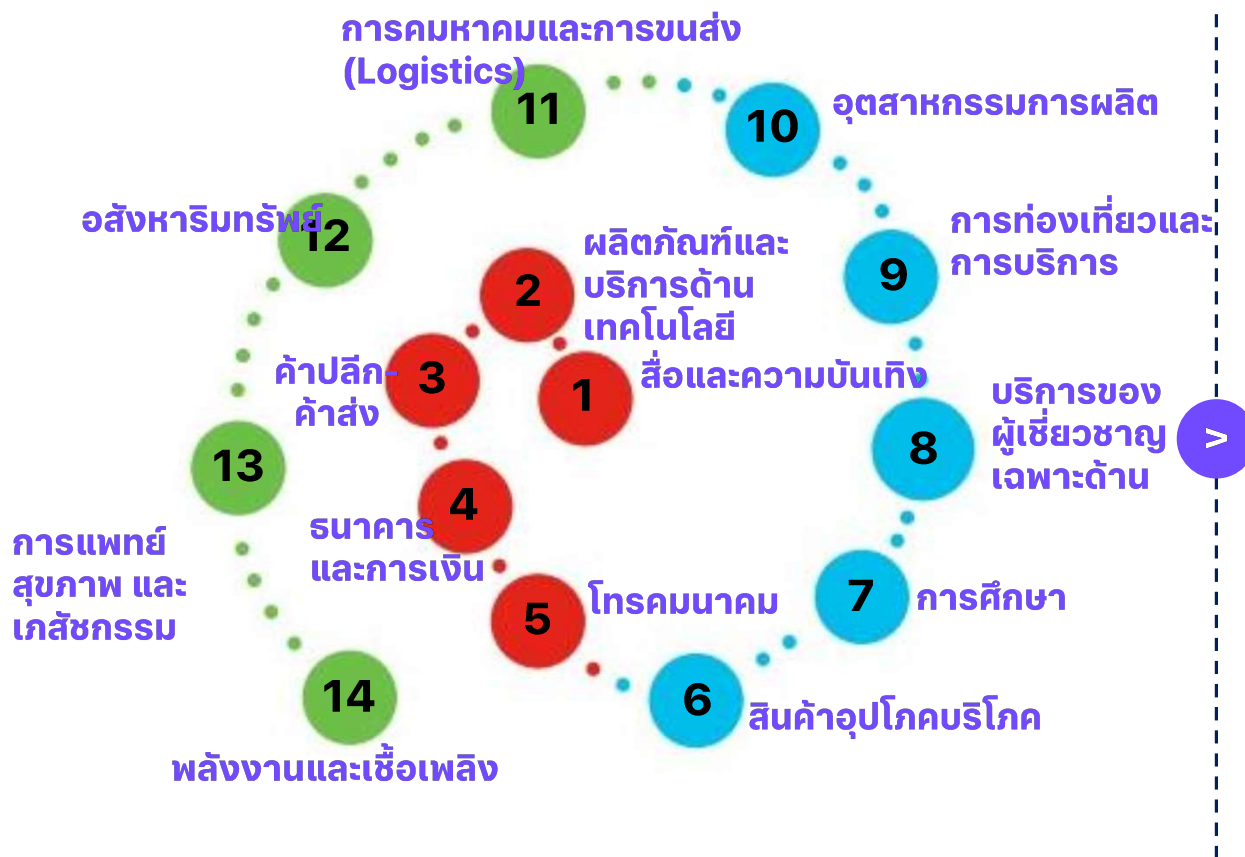 การคมหาคมและการขนส่ง
(Logistics)
11
10
อุตสาหกรรมการผลิต
อสังหาริมทรัพย์
12
การท่องเที่ยวและ
การบริการ
9
2
ผลิตภัณฑ์และ
บริการด้าน
เทคโนโลยี
3
ค้าปลีก-
ค้าส่ง
1
สื่อและความบันเทิง
8
บริการของ
ผู้เชี่ยวชาญ
เฉพาะด้าน
>
13
การแพทย์
สุขภาพ และ
เภสัชกรรม
4
ธนาคาร
และการเงิน
5
โทรคมนาคม
7
การศึกษา
6
สินค้าอุปโภคบริโภค
14
พลังงานและเชื้อเพลิง